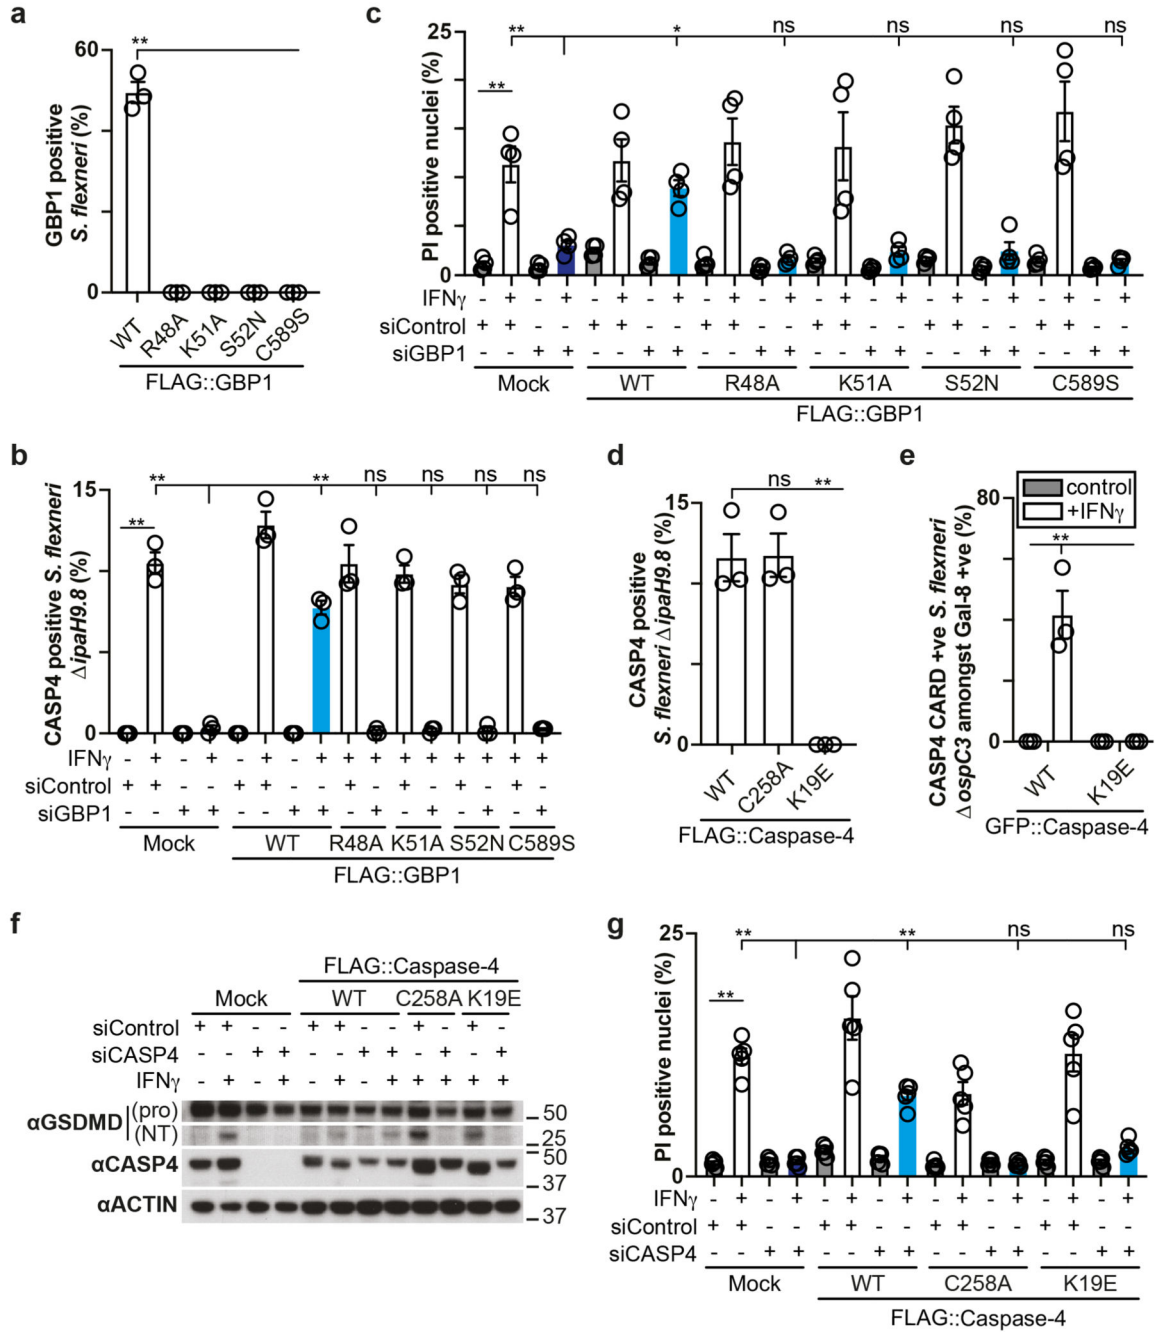 a
**
60
0
GBP1 positive
S. flexneri (%)
WT R48A K51A S52N C589S
FLAG::GBP1
c
** * ns ns ns ns
**
25
0
PI positive nuclei (%)
IFNγ - + - + - + - + - + - + - + - + - + - + - + - +
siControl + + - - + + - - + + - - + + - - + + - - + + - -
siGBP1 - - + + - - + + - - + + - - + + - - + + - - + +
Mock WT R48A K51A S52N C589S
FLAG::GBP1
b
** ** ns ns ns ns
**
15
0
CASP4 positive S. flexneri
ΔipaH9.8 (%)
IFNγ - + - + - + - + + + + + + + + +
siControl + + - - + + - - + - + - + - + -
siGBP1 - - + + - - + + - + - + - + - +
Mock WT R48A K51A S52N C589S
FLAG::GBP1
d
ns **
15
0
CASP4 positive
S. flexneri ΔipaH9.8 (%)
WT C258A K19E
FLAG::Caspase-4
e
control
+IFNγ
**
80
0
CASP4 CARD +ve S. flexneri
ΔospC3 amongst Gal-8 +ve (%)
WT K19E
GFP::Caspase-4
f
FLAG::Caspase-4
Mock WT C258A K19E
siControl + + - - + + - - + - + -
siCASP4 - - + + - - + + - + - +
IFNγ - + - + - + - + + + + +
αGSDMD (pro) 50
(NT) 25
αCASP4 50
37
αACTIN 37
g
** ** ns ns
**
25
0
PI positive nuclei (%)
IFNγ - + - + - + - + - + - + - + - +
siControl + + - - + + - - + + - - + + - -
siCASP4 - - + + - - + + - - + + - - + +
Mock WT C258A K19E
FLAG::Caspase-4